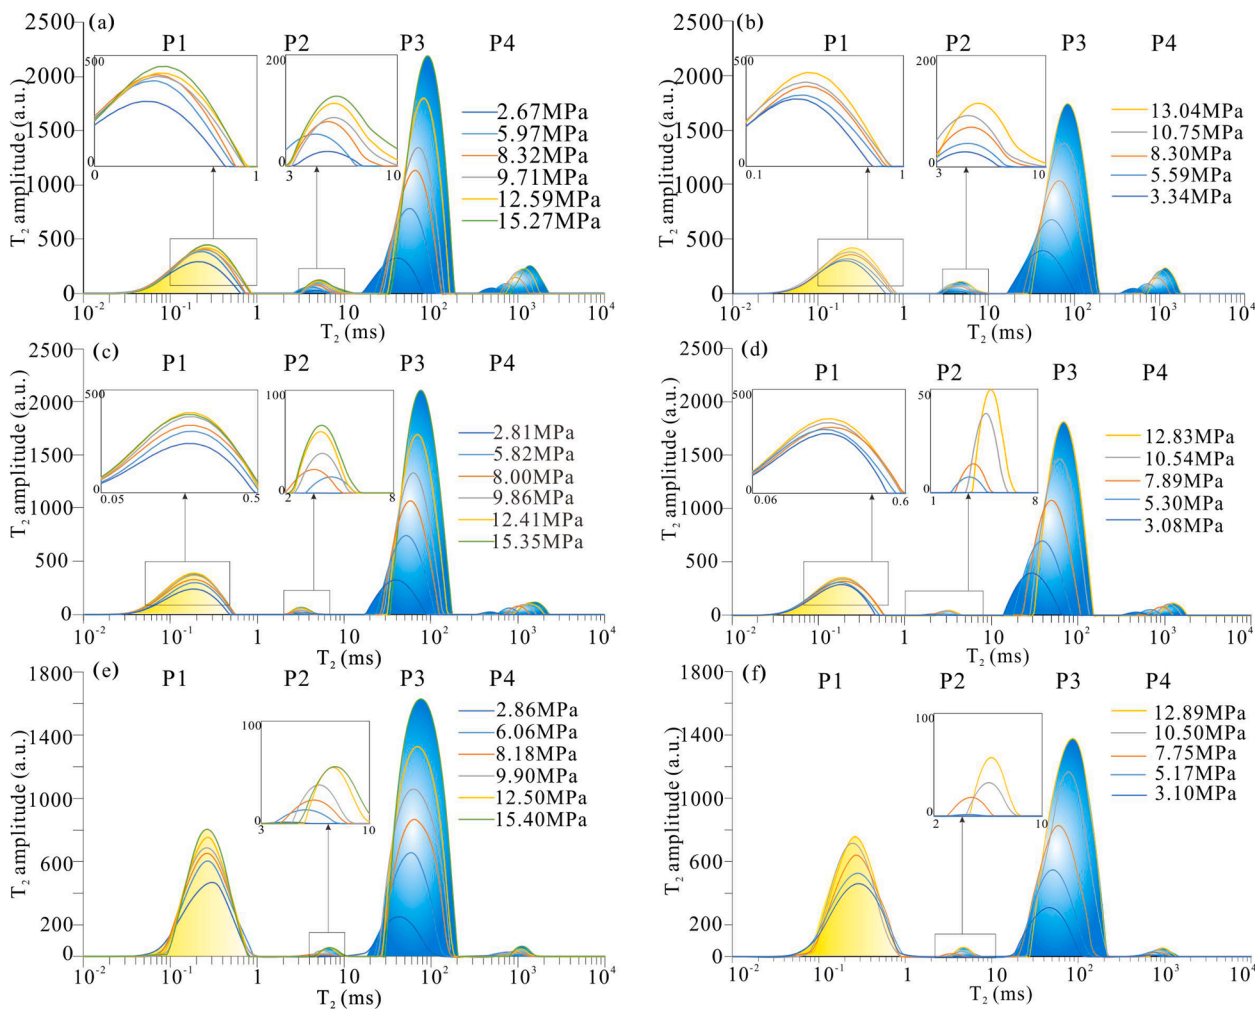 (a)
P1 P2 P3 P4
T2 amplitude (a.u.)
2500
2000
1500
1000
500
0
500
0
0 1
200
0
3 10
2.67MPa
5.97MPa
8.32MPa
9.71MPa
12.59MPa
15.27MPa
10-2 10-1 1 10 102 103 104
T2 (ms)
(b)
P1 P2 P3 P4
T2 amplitude (a.u.)
2500
2000
1500
1000
500
0
500
0
0.1 1
200
0
3 10
13.04MPa
10.75MPa
8.30MPa
5.59MPa
3.34MPa
10-2 10-1 1 10 102 103 104
T2 (ms)
(c)
P1 P2 P3 P4
T2 amplitude (a.u.)
2500
2000
1500
1000
500
0
500
0
0.05 0.5
100
0
2 8
2.81MPa
5.82MPa
8.00MPa
9.86MPa
12.41MPa
15.35MPa
10-2 10-1 1 10 102 103 104
T2 (ms)
(d)
P1 P2 P3 P4
T2 amplitude (a.u.)
2500
2000
1500
1000
500
0
500
0
0.06 0.6
50
0
1 8
12.83MPa
10.54MPa
7.89MPa
5.30MPa
3.08MPa
10-2 10-1 1 10 102 103 104
T2 (ms)
(e)
P1 P2 P3 P4
T2 amplitude (a.u.)
1800
1400
1000
600
200
0
100
0
3 10
2.86MPa
6.06MPa
8.18MPa
9.90MPa
12.50MPa
15.40MPa
10-2 10-1 1 10 102 103 104
T2 (ms)
(f)
P1 P2 P3 P4
T2 amplitude (a.u.)
1800
1400
1000
600
200
0
100
0
2 10
12.89MPa
10.50MPa
7.75MPa
5.17MPa
3.10MPa
10-2 10-1 1 10 102 103 104
T2 (ms)